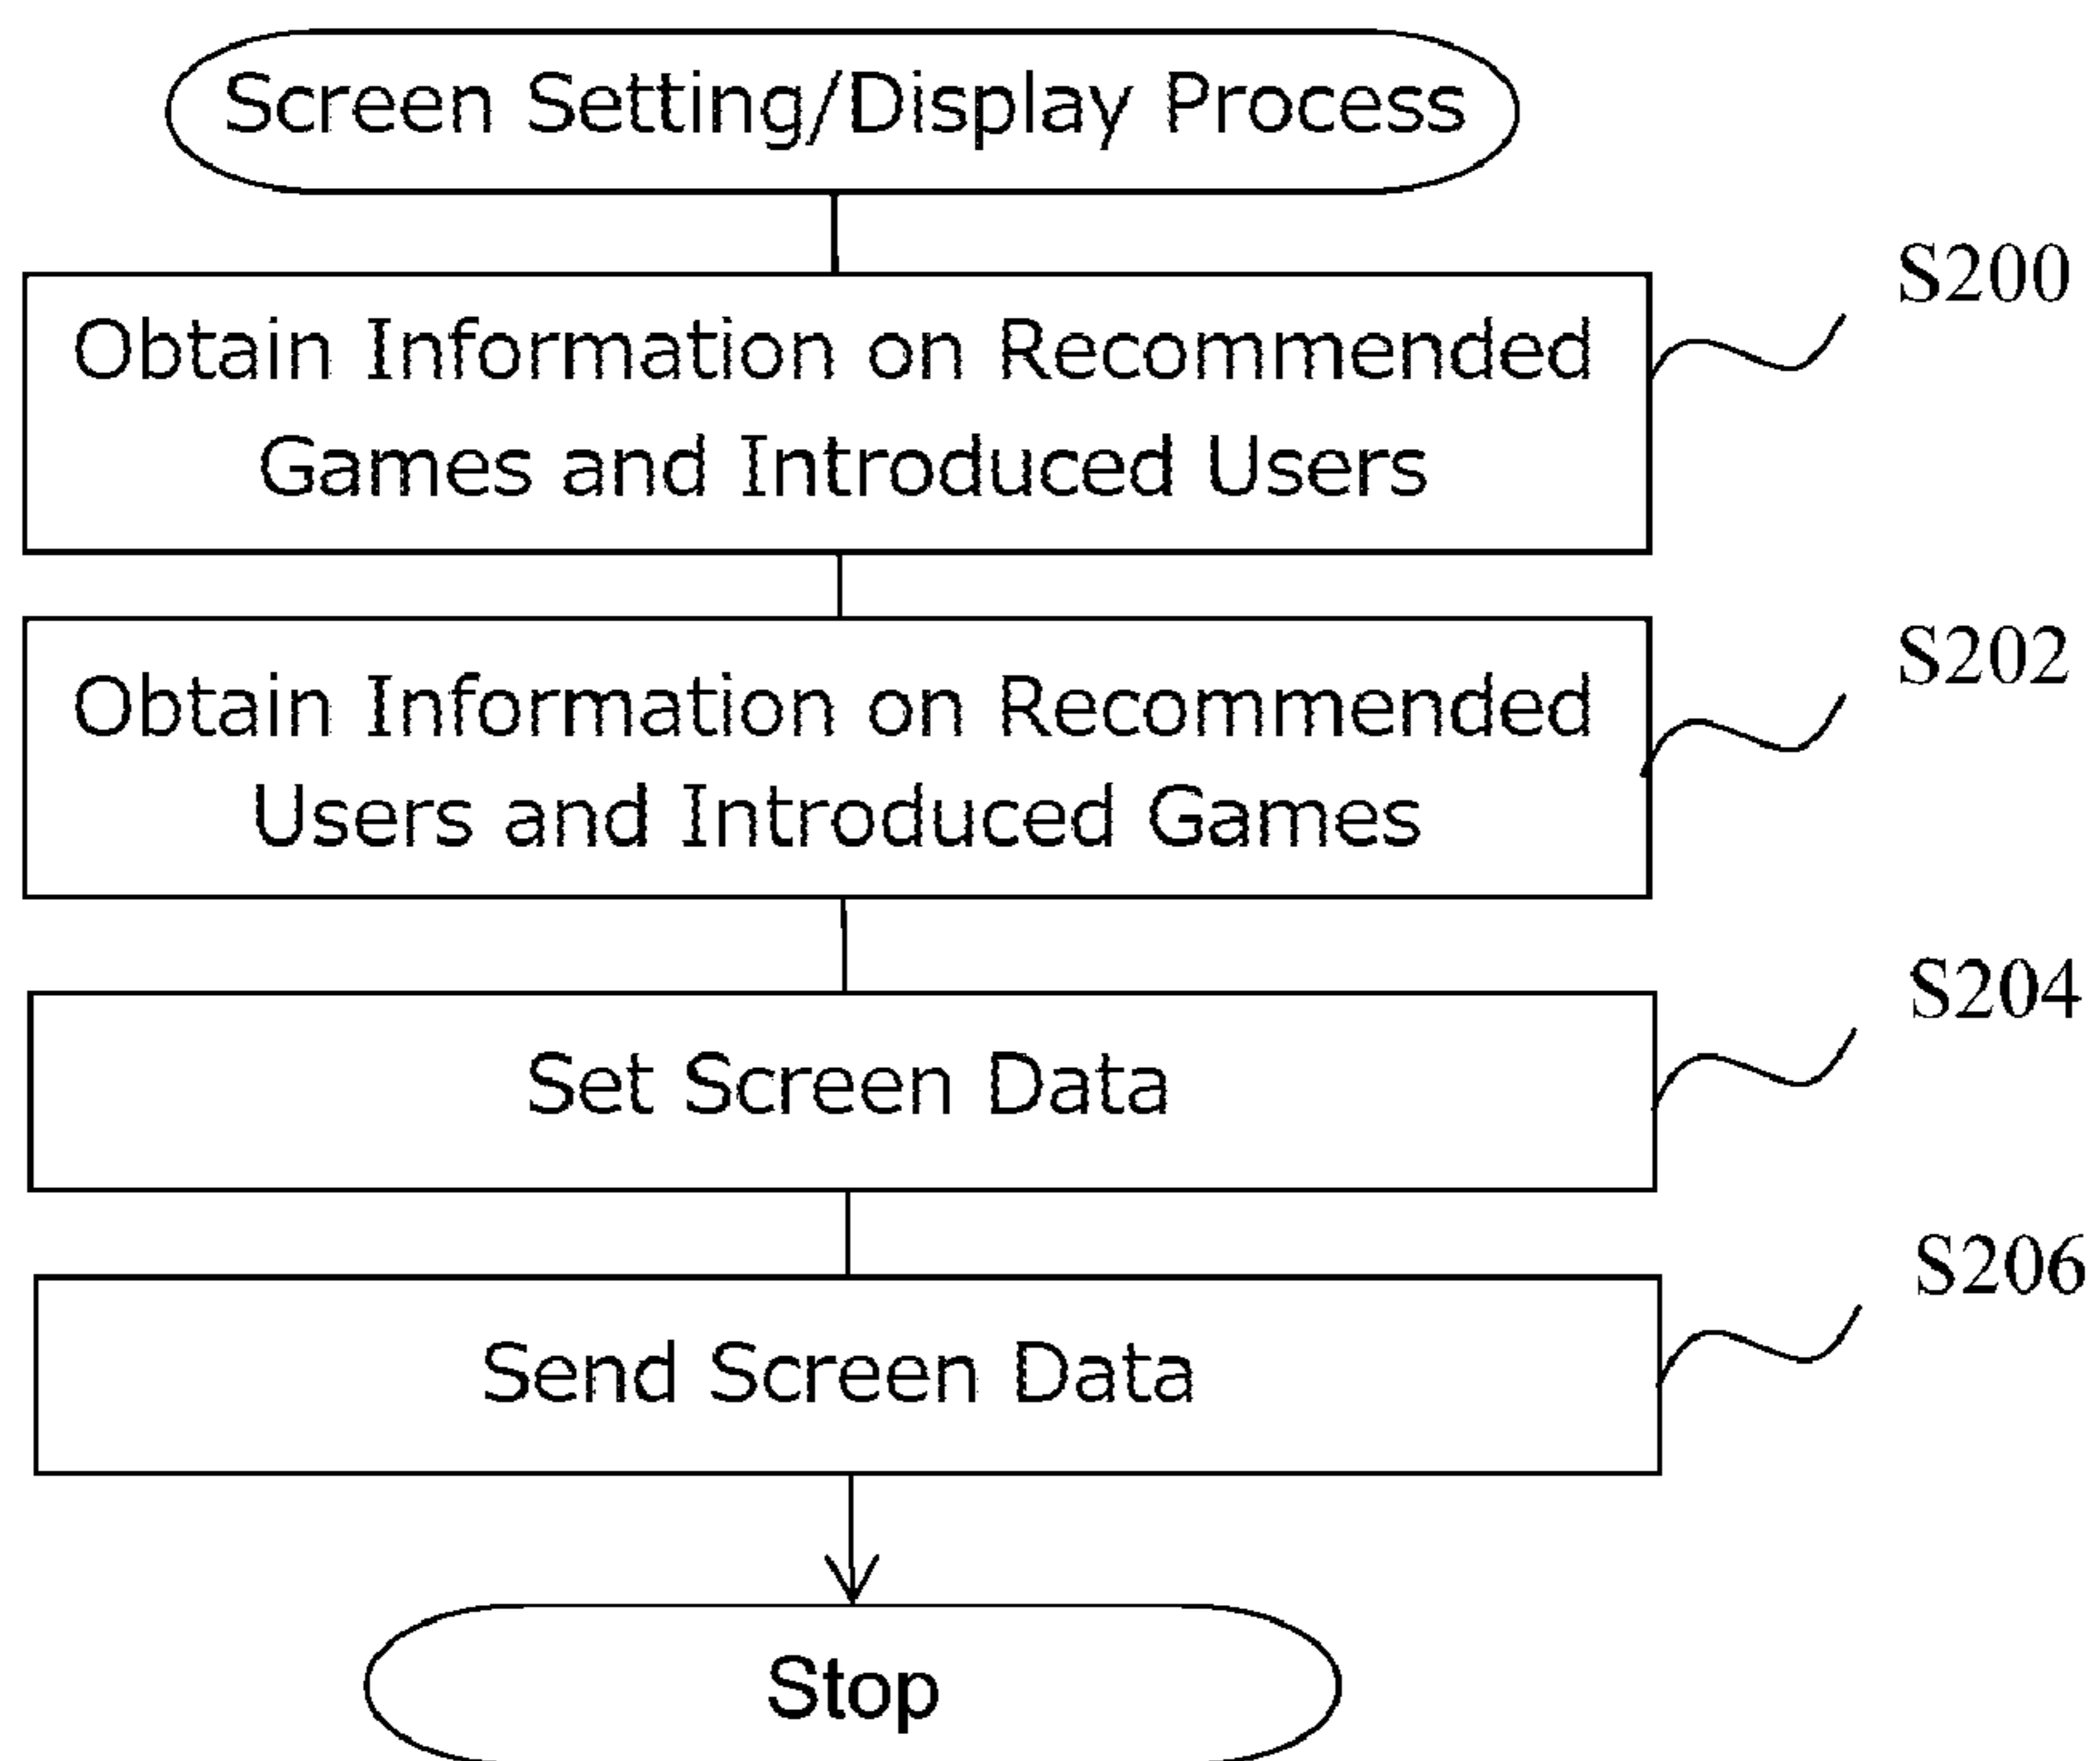 Screen Setting/Display Process
S200
Obtain Information on Recommended
Games and Introduced Users
S202
Obtain Information on Recommended
Users and Introduced Games
S204
Set Screen Data
S206
Send Screen Data
Stop